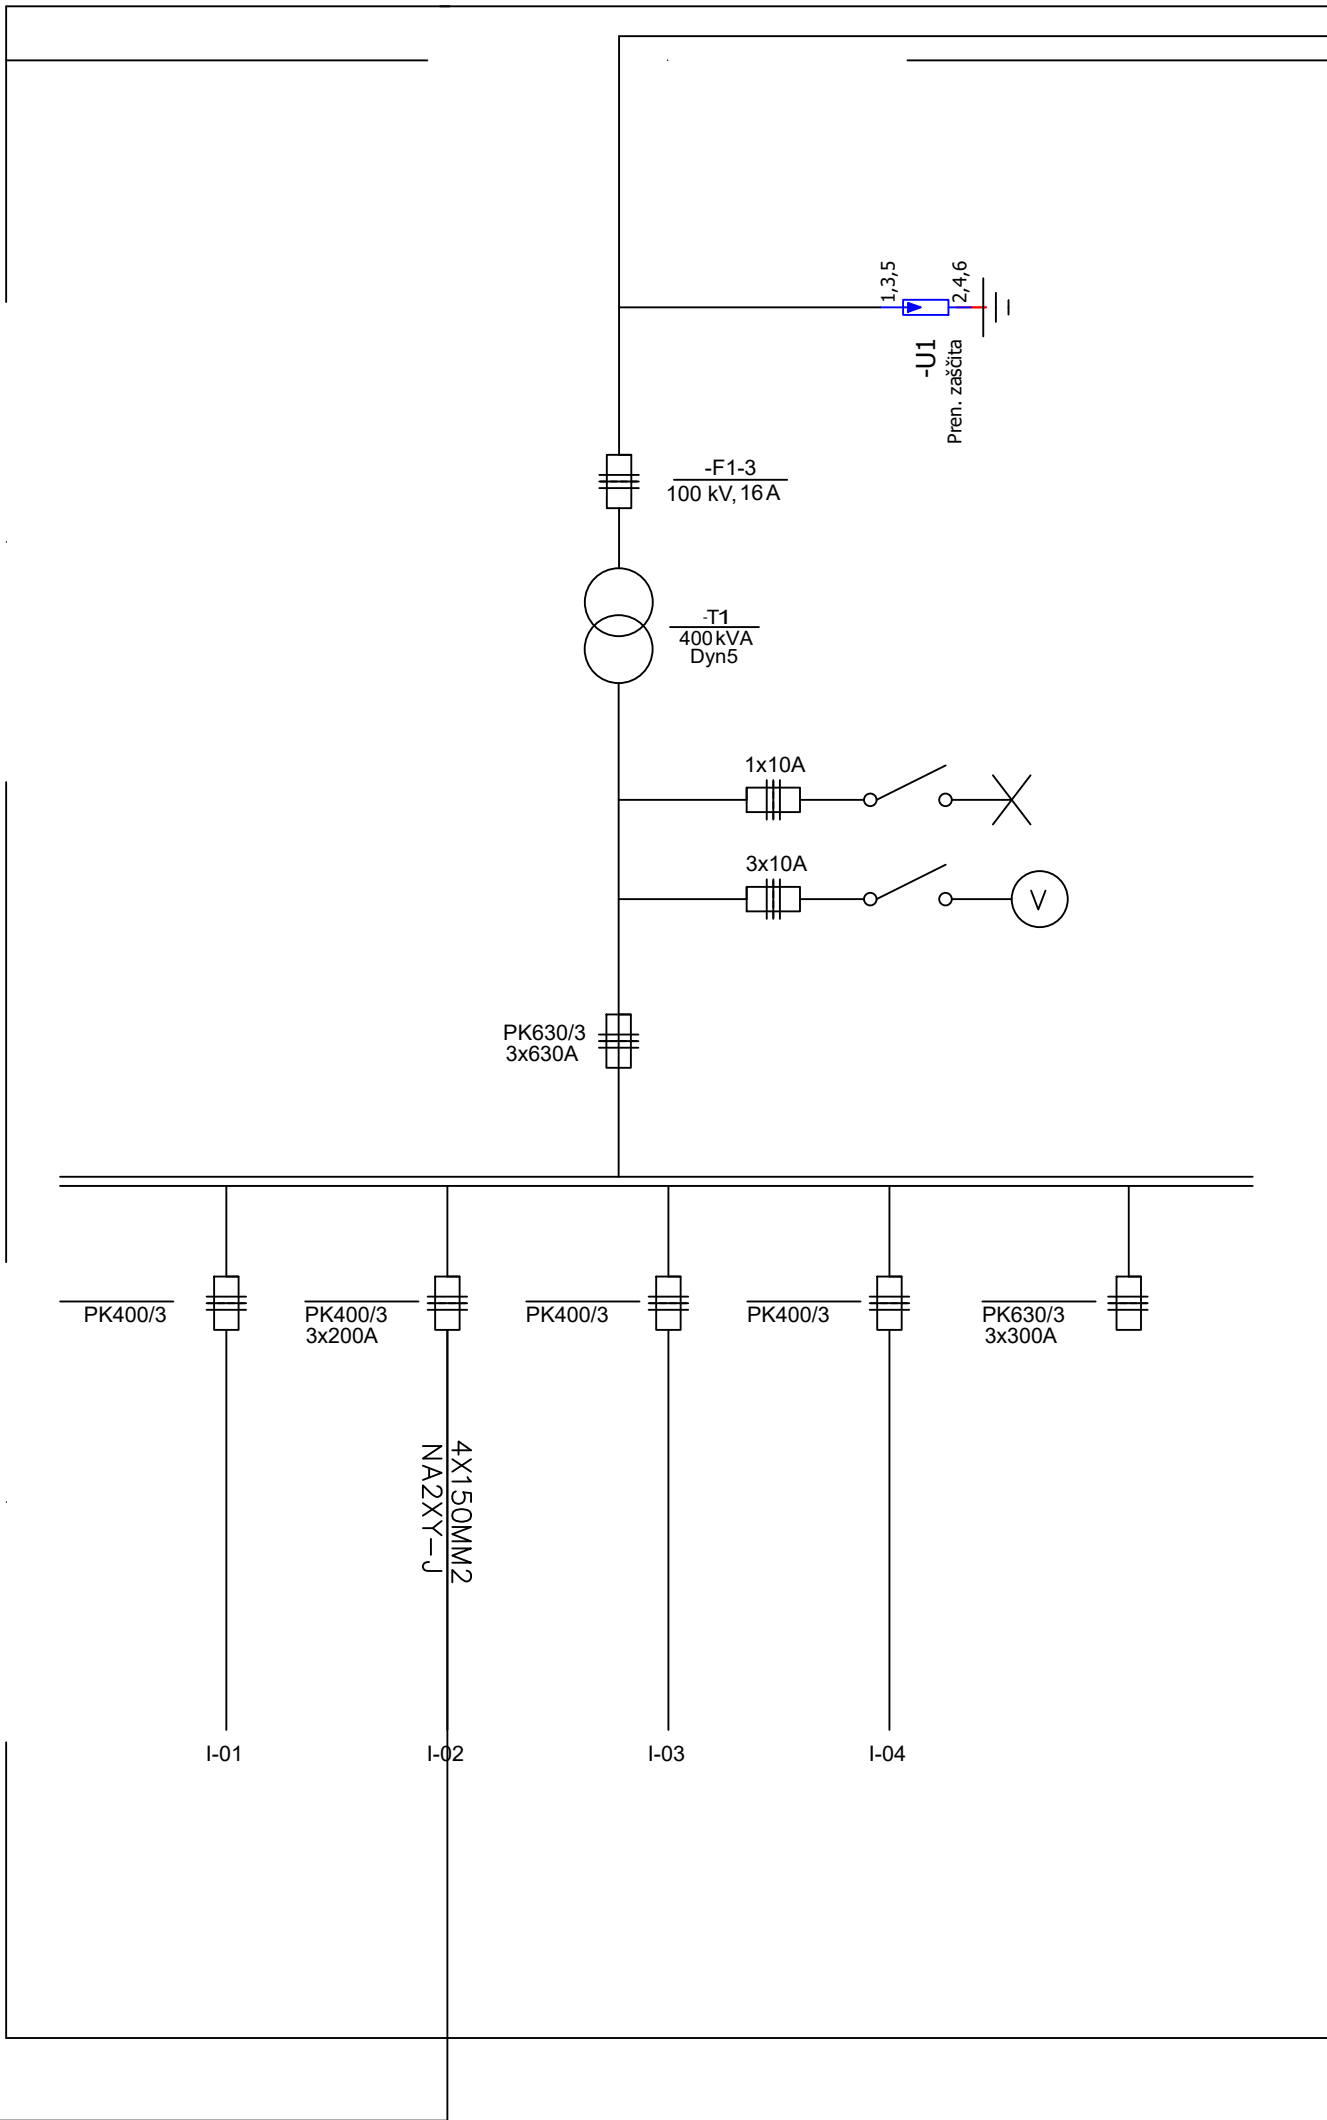 1,3,5
2,4,6
-U1
Pren. zaščita
-F1-3
100 kV, 16 A
-T1
400 kVA
Dyn5
1x10A
3x10A
V
PK630/3
3x630A
PK400/3
PK400/3
3x200A
PK400/3
PK400/3
PK630/3
3x300A
4X150MM2
NA2XY-J
I-01
I-02
I-03
I-04